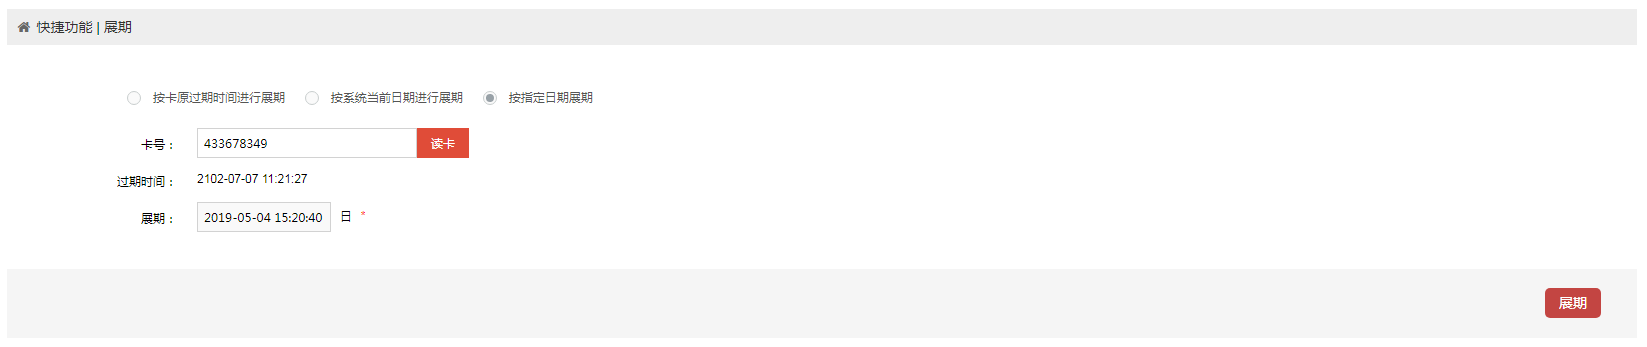 快捷功能 | 展期
按卡原过期时间进行展期 按系统当前日期进行展期 按指定日期展期
卡号： 433678349 读卡
过期时间： 2102-07-07 11:21:27
展期： 2019-05-04 15:20:40 日 *
展期